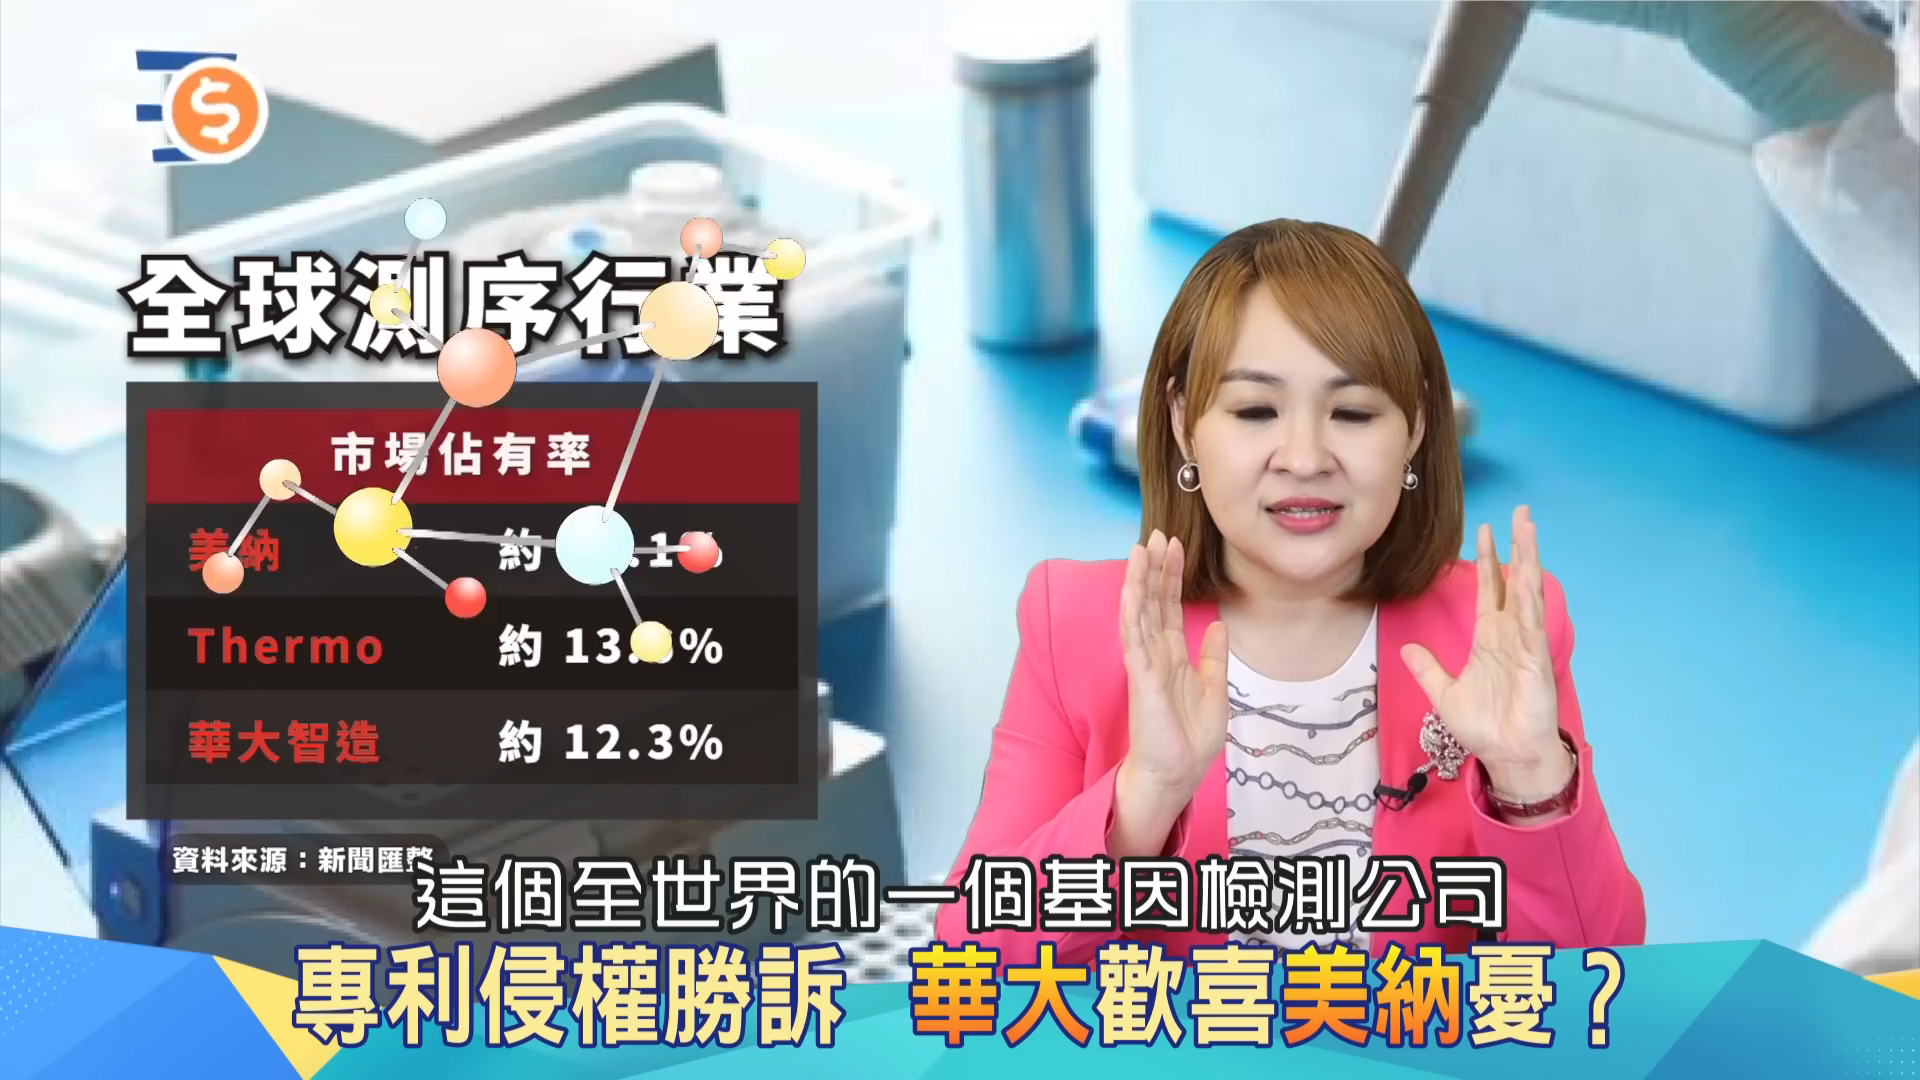 全球測序行業
市場佔有率
美納 約 .1%
Thermo 約 13. %
華大智造 約 12.3%
資料來源：新聞匯整
這個全世界的一個基因檢測公司
專利侵權勝訴 華大歡喜美納憂？